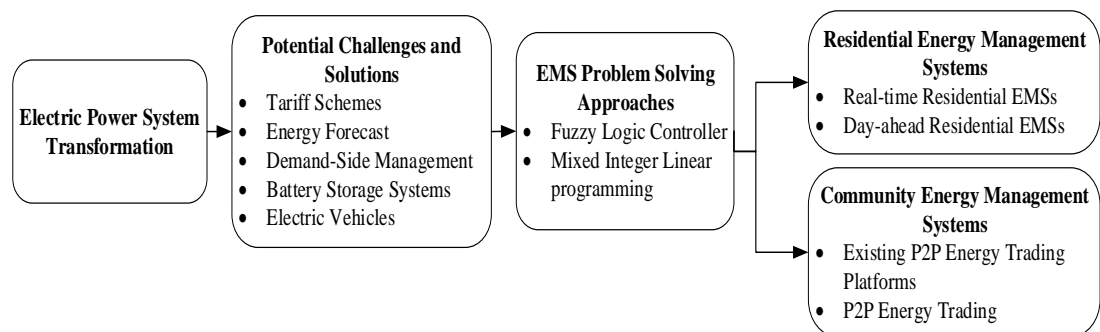 Electric Power System
Transformation
Potential Challenges and
Solutions
• Tariff Schemes
• Energy Forecast
• Demand-Side Management
• Battery Storage Systems
• Electric Vehicles
EMS Problem Solving
Approaches
• Fuzzy Logic Controller
• Mixed Integer Linear
programming
Residential Energy Management
Systems
• Real-time Residential EMSs
• Day-ahead Residential EMSs
Community Energy Management
Systems
• Existing P2P Energy Trading
Platforms
• P2P Energy Trading